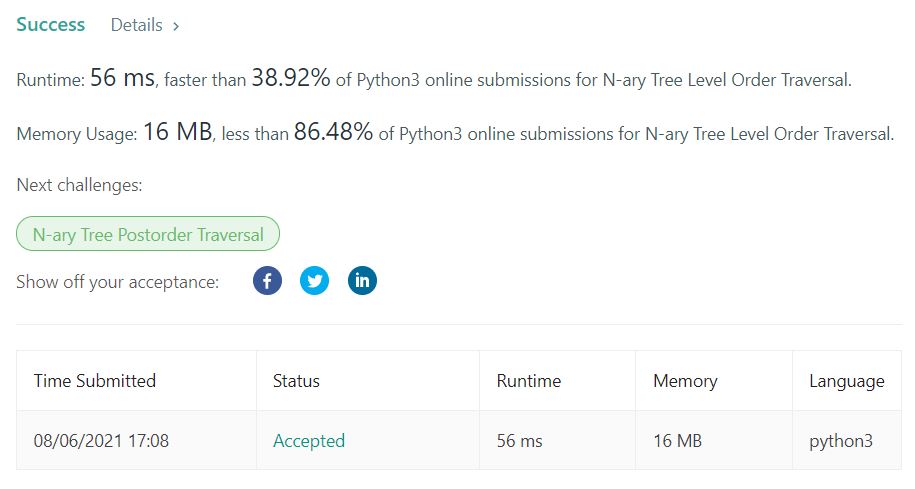 Success Details >
Runtime: 56 ms, faster than 38.92% of Python3 online submissions for N-ary Tree Level Order Traversal.
Memory Usage: 16 MB, less than 86.48% of Python3 online submissions for N-ary Tree Level Order Traversal.
Next challenges:
N-ary Tree Postorder Traversal
Show off your acceptance: f in
Time Submitted Status Runtime Memory Language
08/06/2021 17:08 Accepted 56 ms 16 MB python3